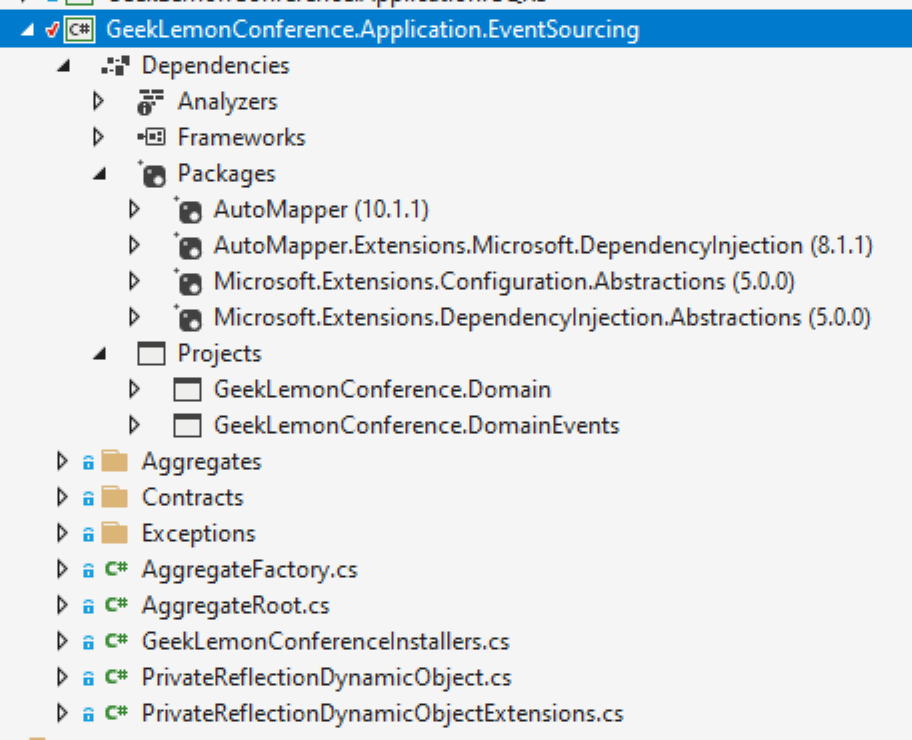 C# GeekLemonConference.Application.EventSourcing
Dependencies
Analyzers
Frameworks
Packages
AutoMapper (10.1.1)
AutoMapper.Extensions.Microsoft.DependencyInjection (8.1.1)
Microsoft.Extensions.Configuration.Abstractions (5.0.0)
Microsoft.Extensions.DependencyInjection.Abstractions (5.0.0)
Projects
GeekLemonConference.Domain
GeekLemonConference.DomainEvents
Aggregates
Contracts
Exceptions
C# AggregateFactory.cs
C# AggregateRoot.cs
C# GeekLemonConferenceInstallers.cs
C# PrivateReflectionDynamicObject.cs
C# PrivateReflectionDynamicObjectExtensions.cs